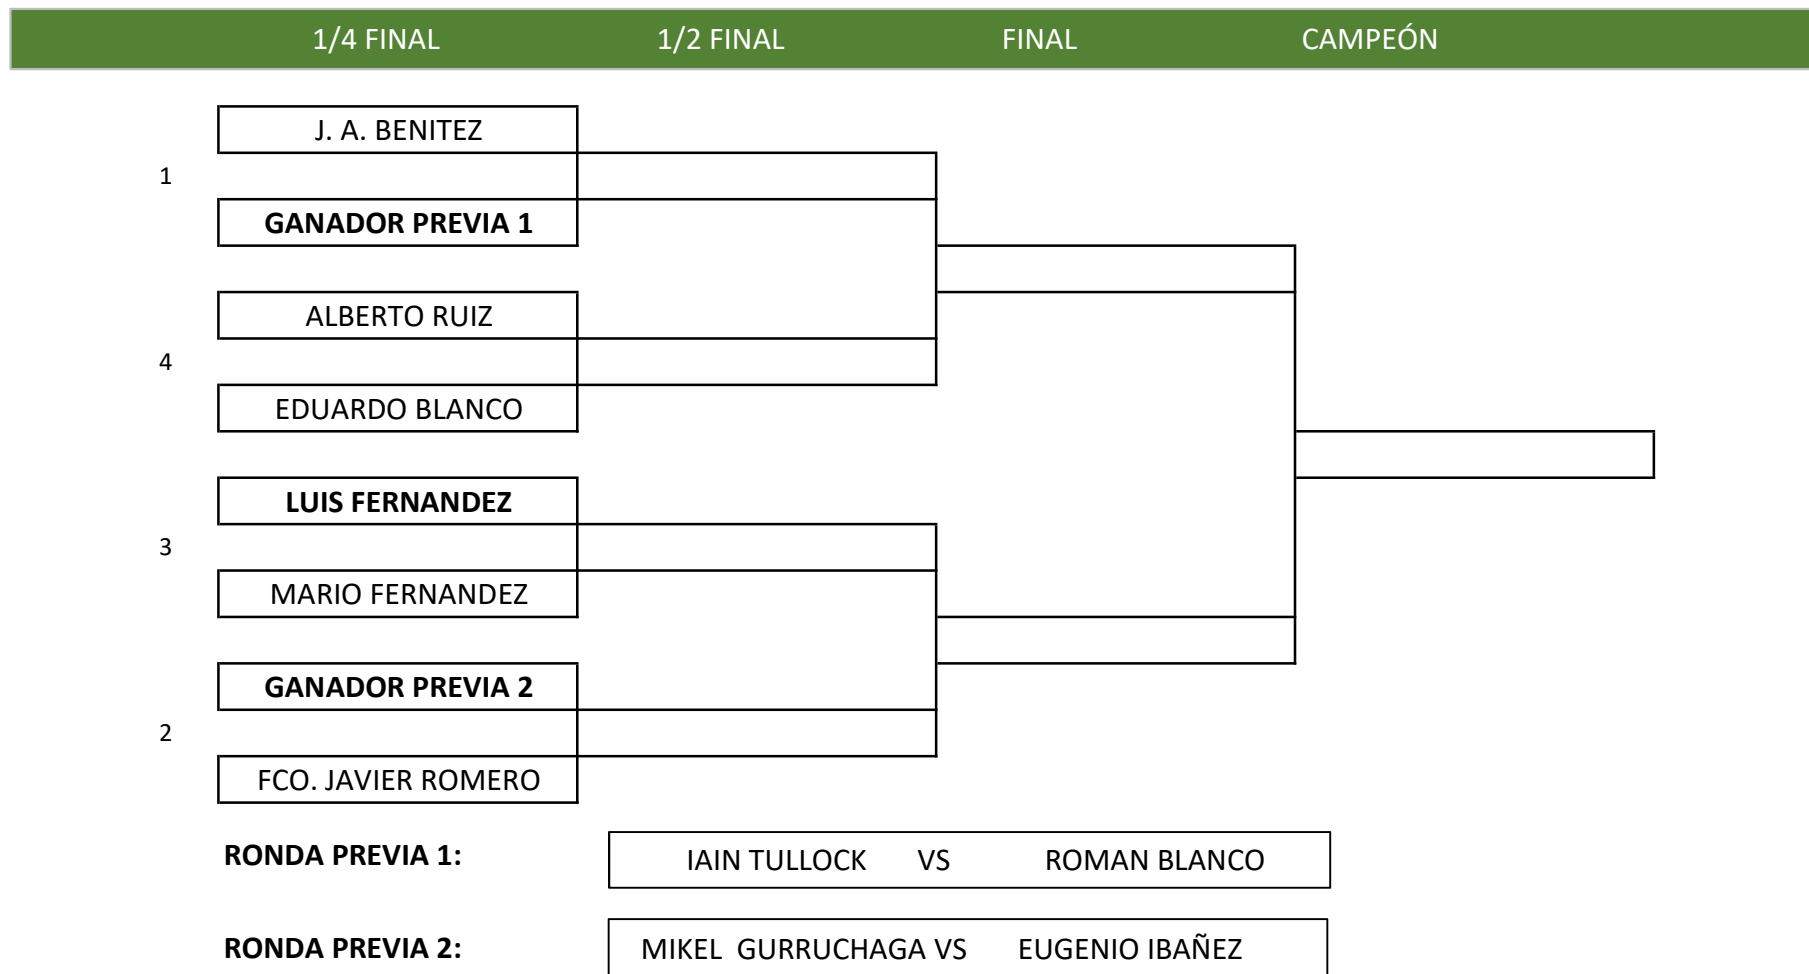 1/4 FINAL 1/2 FINAL FINAL CAMPEÓN
J. A. BENITEZ
1
GANADOR PREVIA 1
ALBERTO RUIZ
4
EDUARDO BLANCO
LUIS FERNANDEZ
3
MARIO FERNANDEZ
GANADOR PREVIA 2
2
FCO. JAVIER ROMERO
RONDA PREVIA 1: IAIN TULLOCK VS ROMAN BLANCO
RONDA PREVIA 2: MIKEL GURRUCHAGA VS EUGENIO IBAÑEZ